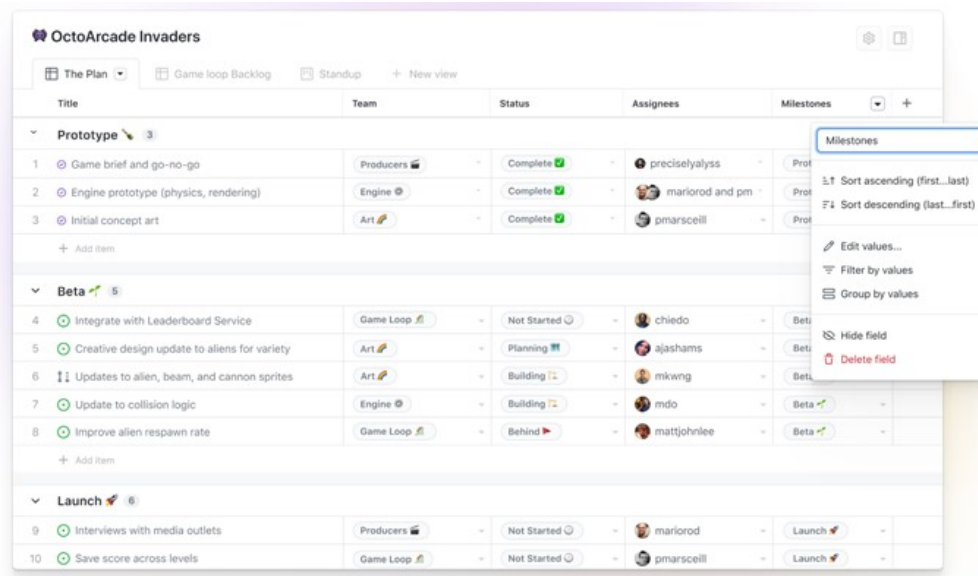 OctoArcade Invaders
The Plan Game loop Backlog Standup + New view
Title Team Status Assignees Milestones +
Prototype 3
Milestones
1 Game brief and go-no-go Producers Complete preciselyalyss
Sort ascending (first...last)
2 Engine prototype (physics, rendering) Engine Complete mariorod and pm
Sort descending (last...first)
3 Initial concept art Art Complete pmarsceill
+ Add item
Edit values...
Filter by values
Group by values
Beta 5
4 Integrate with Leaderboard Service Game Loop Not Started chiedo
Hide field
5 Creative design update to aliens for variety Art Planning ajashams
Delete field
6 Updates to alien, beam, and cannon sprites Art Building mkwng
7 Update to collision logic Engine Building mdo Beta
8 Improve alien respawn rate Game Loop Behind mattjohnlee Beta
+ Add item
Launch 6
9 Interviews with media outlets Producers Not Started mariorod Launch
10 Save score across levels Game Loop Not Started pmarsceill Launch